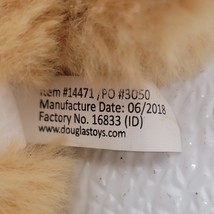 Item #14471 /PO #3050
Manufacture Date: 06/2018
Factory No. 16833 (ID)
www.douglastoys.com